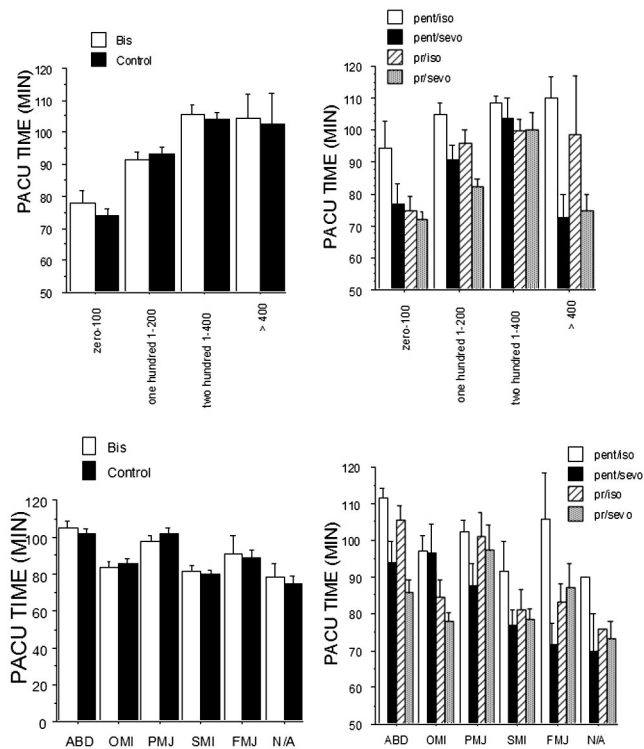 Bis
Control
PACU TIME (MIN)
120
110
100
90
80
70
60
50
zero-100
one hundred 1-200
two hundred 1-400
> 400
pent/iso
pent/sevo
pr/iso
pr/sevo
PACU TIME (MIN)
120
110
100
90
80
70
60
50
zero-100
one hundred 1-200
two hundred 1-400
> 400
Bis
Control
PACU TIME (MIN)
120
100
80
60
40
20
0
ABD OMI PMJ SMI FMJ N/A
pent/iso
pent/sevo
pr/iso
pr/sevo
PACU TIME (MIN)
120
110
100
90
80
70
60
50
ABD OMI PMJ SMI FMJ N/A